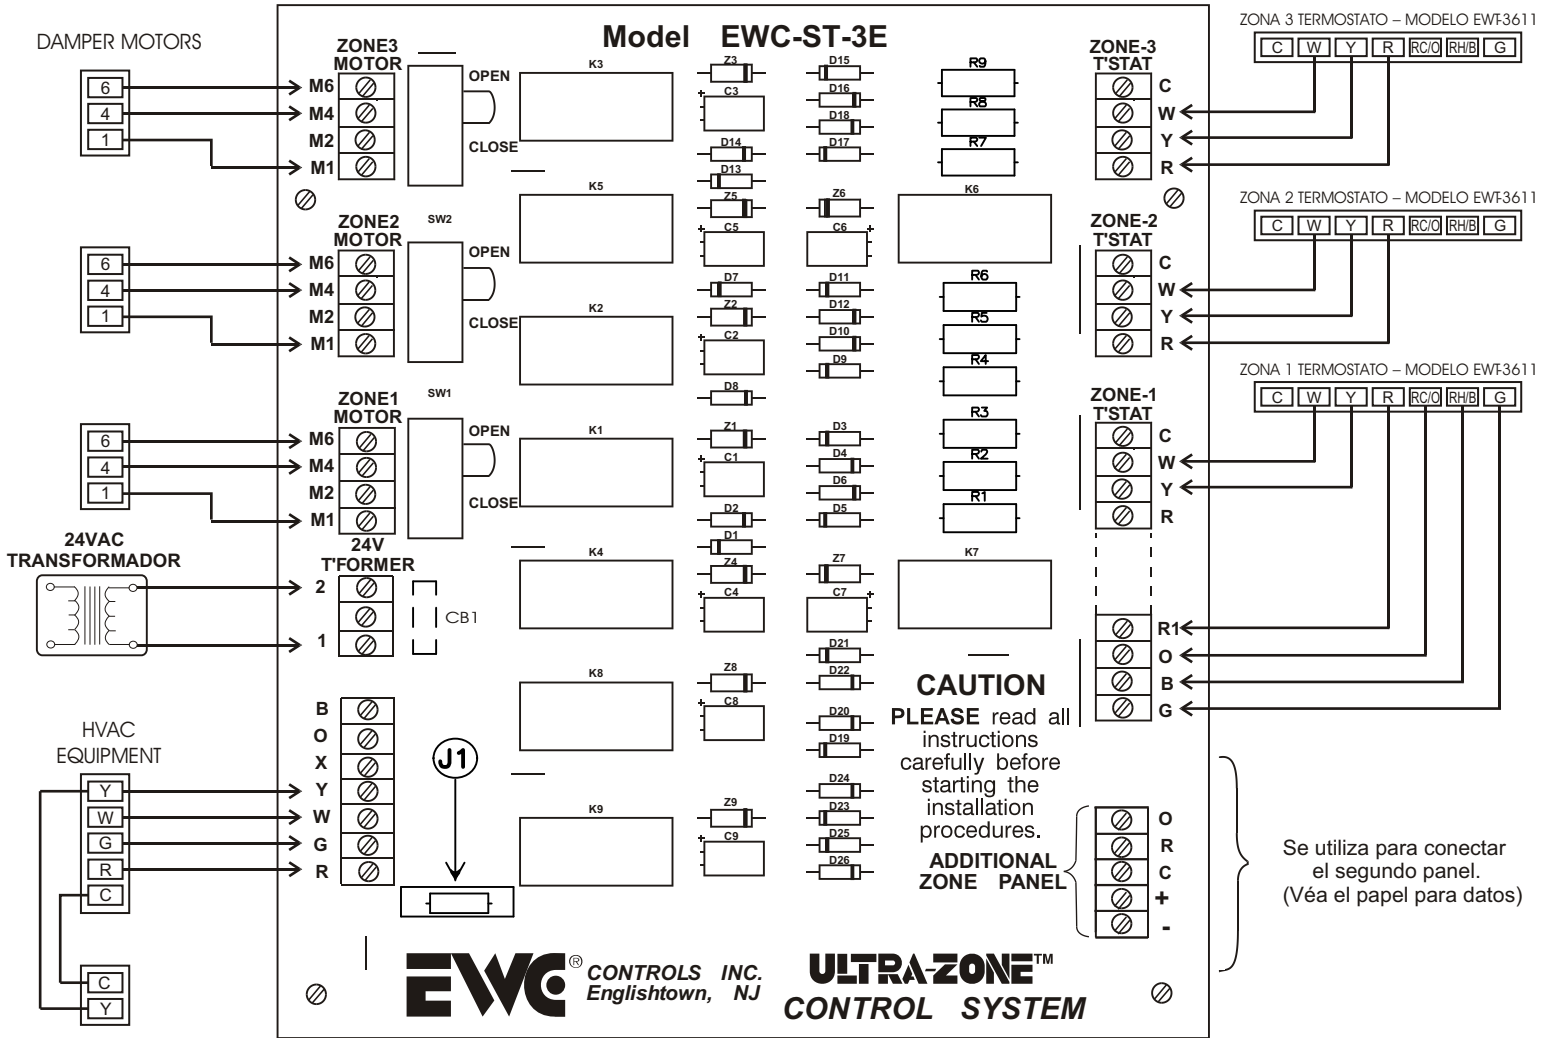 Model EWC-ST-3E
DAMPER MOTORS
6
4
1
6
4
1
6
4
1
24VAC
TRANSFORMADOR
HVAC
EQUIPMENT
Y
W
G
R
C
C
Y
ZONE3
MOTOR
M6
M4
M2
M1
OPEN
CLOSE
SW2
ZONE2
MOTOR
M6
M4
M2
M1
OPEN
CLOSE
SW1
ZONE1
MOTOR
M6
M4
M2
M1
OPEN
CLOSE
24V
T'FORMER
2
1
CB1
B
O
X
Y
W
G
R
J1
K3
K5
K2
K1
K4
K8
K9
Z3
+
C3
D14
D13
Z5
C5
D7
Z2
+
C2
D8
Z1
+
C1
D2
D1
Z4
+
C4
Z8
+
C8
Z9
+
C9
D15
D16
D18
D17
Z6
C6
+
D11
D12
D10
D9
D3
D4
D6
D5
Z7
C7
+
D21
D22
D20
D19
D24
D23
D25
D26
R9
R8
R7
K6
R6
R5
R4
R3
R2
R1
K7
CAUTION
PLEASE read all
instructions
carefully before
starting the
installation
procedures.
ADDITIONAL
ZONE PANEL
ZONE-3
T'STAT
C
W
Y
R
ZONE-2
T'STAT
C
W
Y
R
ZONE-1
T'STAT
C
W
Y
R
R1
O
B
G
O
R
C
+
-
ZONA 3 TERMOSTATO – MODELO EWT-3611
C W Y R RC/O RH/B G
ZONA 2 TERMOSTATO – MODELO EWT-3611
C W Y R RC/O RH/B G
ZONA 1 TERMOSTATO – MODELO EWT-3611
C W Y R RC/O RH/B G
Se utiliza para conectar
el segundo panel.
(Véa el papel para datos)
EWC® CONTROLS INC.
Englishtown, NJ
ULTRA-ZONE™
CONTROL SYSTEM